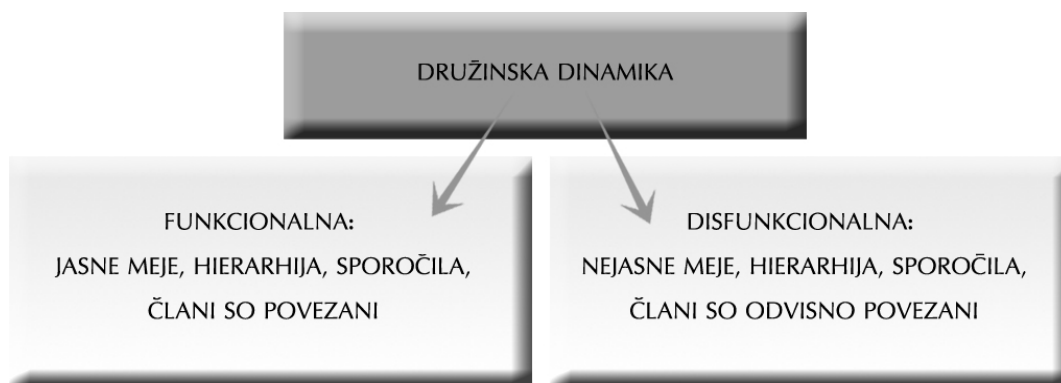 DRUŽINSKA DINAMIKA
FUNKCIONALNA:
JASNE MEJE, HIERARHIJA, SPOROČILA,
ČLANI SO POVEZANI
DISFUNKCIONALNA:
NEJASNE MEJE, HIERARHIJA, SPOROČILA,
ČLANI SO ODVISNO POVEZANI